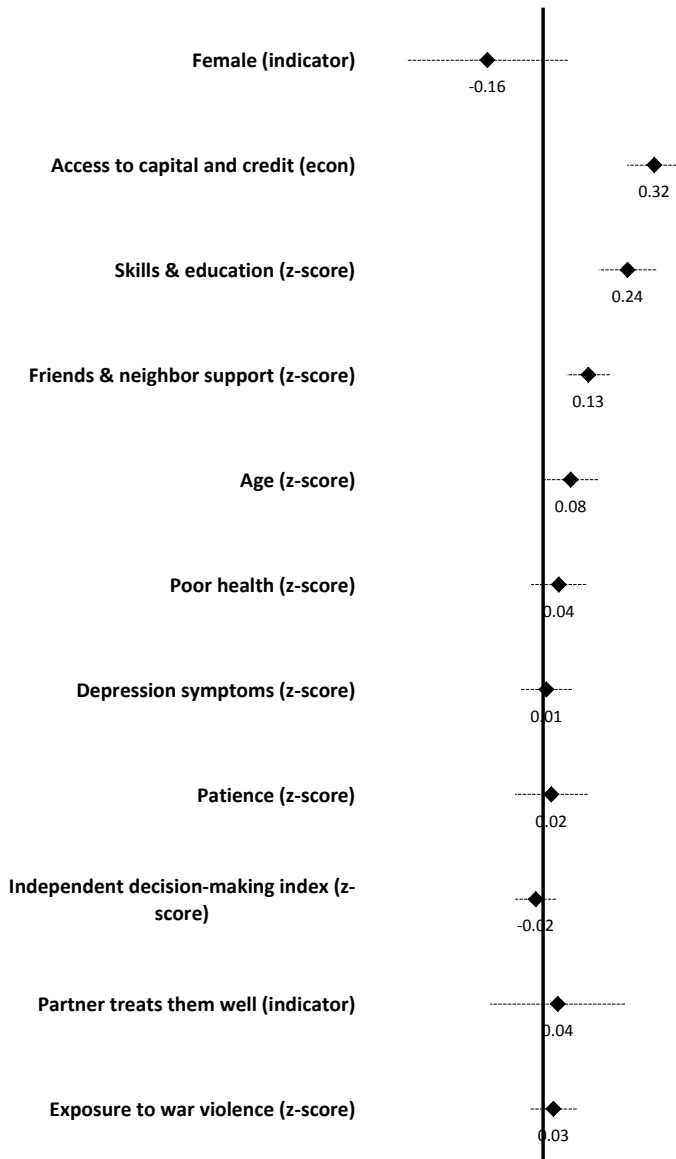 Female (indicator)
-0.16
Access to capital and credit (econ)
0.32
Skills & education (z-score)
0.24
Friends & neighbor support (z-score)
0.13
Age (z-score)
0.08
Poor health (z-score)
0.04
Depression symptoms (z-score)
0.01
Patience (z-score)
0.02
Independent decision-making index (z-
score)
-0.02
Partner treats them well (indicator)
0.04
Exposure to war violence (z-score)
0.03